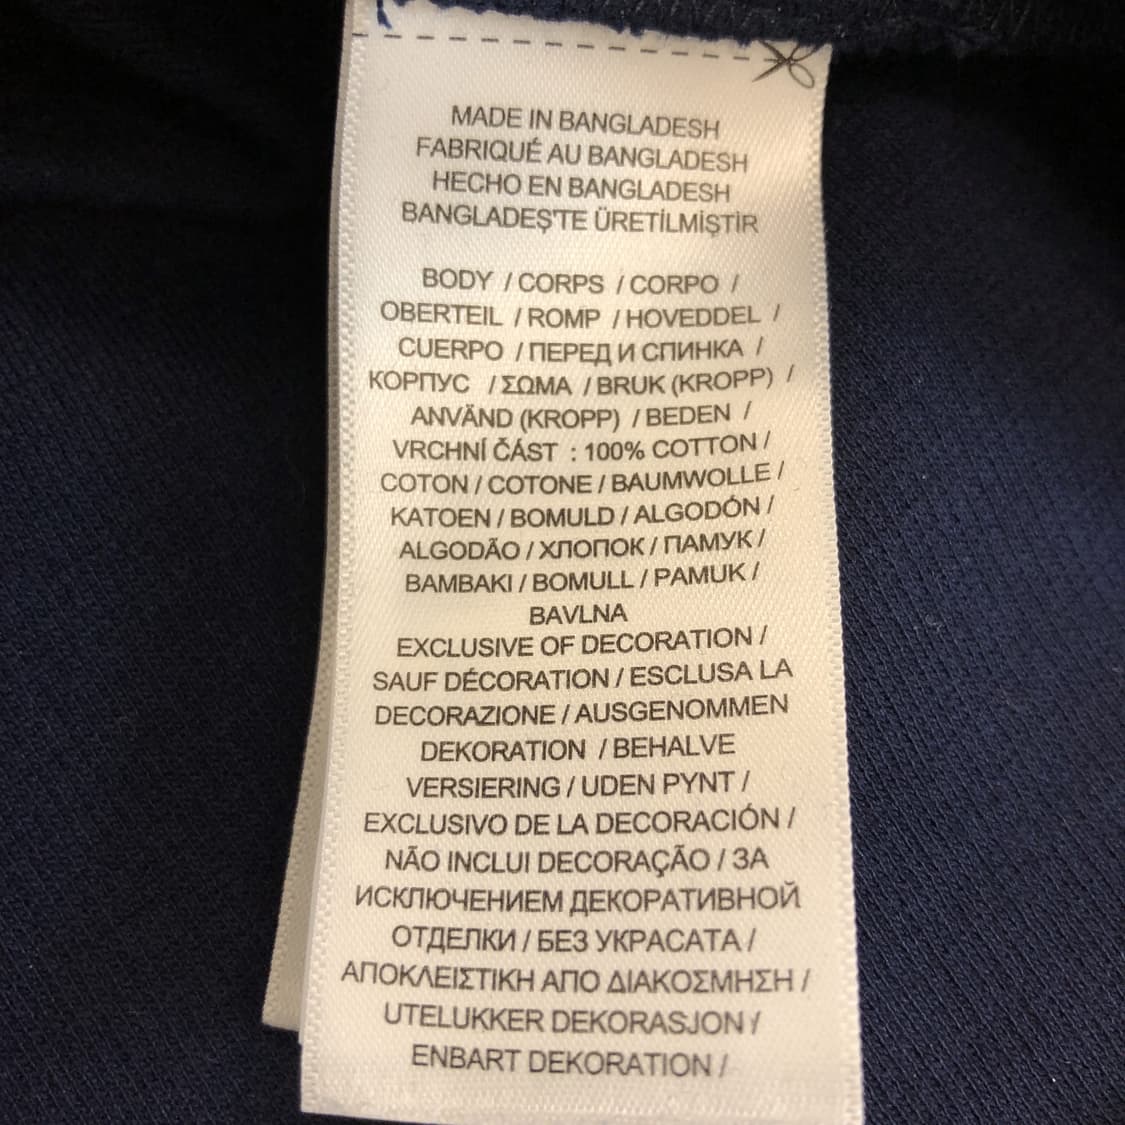 MADE IN BANGLADESH
FABRIQUÉ AU BANGLADESH
HECHO EN BANGLADESH
BANGLADEŞ'TE ÜRETİLMİŞTİR
BODY / CORPS / CORPO /
OBERTEIL / ROMP / HOVEDDEL /
CUERPO / ПЕРЕД И СПИНКА /
КОРПУС / ΣΩΜΑ / BRUK (KROPP) /
ANVÄND (KROPP) / BEDEN /
VRCHNÍ ČÁST : 100% COTTON /
COTON / COTONE / BAUMWOLLE /
KATOEN / BOMULD / ALGODÓN /
ALGODÃO / ХЛОПОК / ПАМУК /
BAMBAKI / BOMULL / PAMUK /
BAVLNA
EXCLUSIVE OF DECORATION /
SAUF DÉCORATION / ESCLUSA LA
DECORAZIONE / AUSGENOMMEN
DEKORATION / BEHALVE
VERSIERING / UDEN PYNT /
EXCLUSIVO DE LA DECORACIÓN /
NÃO INCLUI DECORAÇÃO / ЗА
ИСКЛЮЧЕНИЕМ ДЕКОРАТИВНОЙ
ОТДЕЛКИ / БЕЗ УКРАСАТА /
ΑΠΟΚΛΕΙΣΤΙΚΗ ΑΠΟ ΔΙΑΚΟΣΜΗΣΗ /
UTELUKKER DEKORASJON /
ENBART DEKORATION /